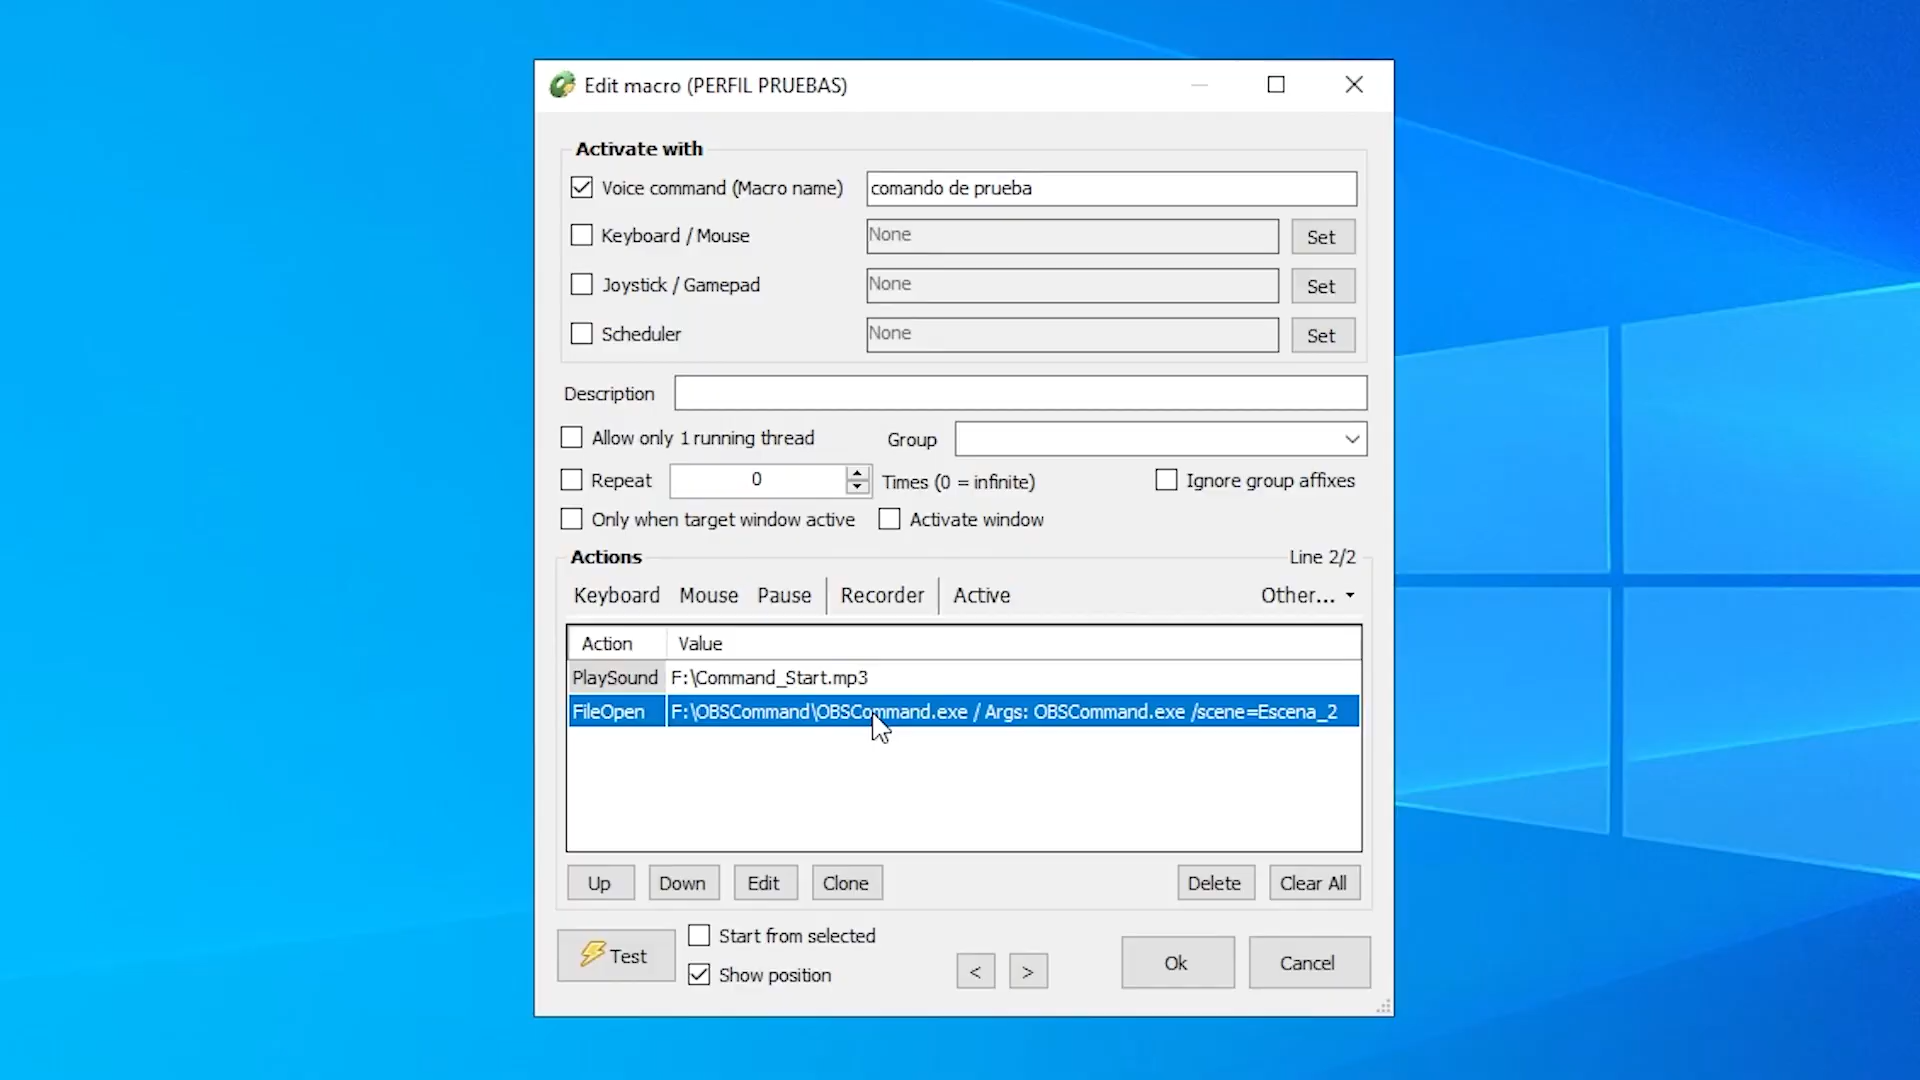 Edit macro (PERFIL PRUEBAS)
Activate with
Voice command (Macro name) comando de prueba
Keyboard / Mouse None Set
Joystick / Gamepad None Set
Scheduler None Set
Description
Allow only 1 running thread Group
Repeat 0 Times (0 = infinite) Ignore group affixes
Only when target window active Activate window
Actions Line 2/2
Keyboard Mouse Pause Recorder Active Other...
Action Value
PlaySound F:\Command_Start.mp3
FileOpen F:\OBSCommand\OBSCommand.exe / Args: OBSCommand.exe /scene=Escena_2
Up Down Edit Clone Delete Clear All
Test Start from selected
Show position < > Ok Cancel